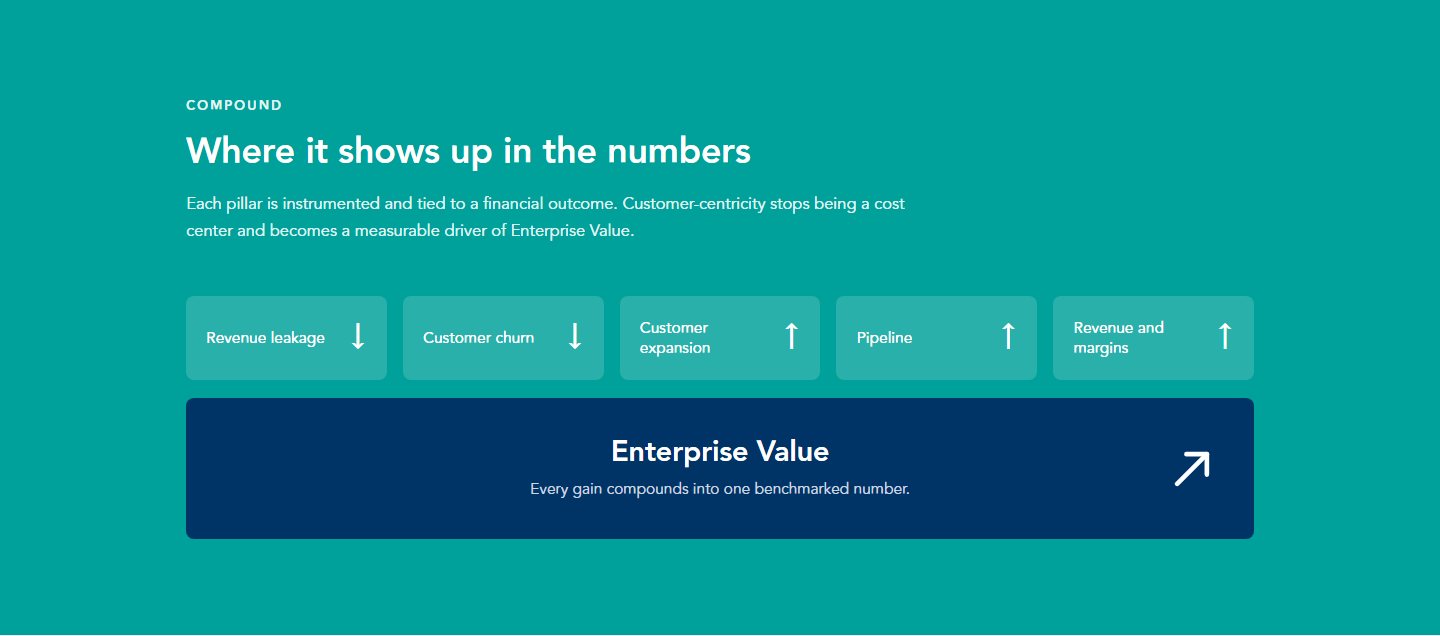 COMPOUND
Where it shows up in the numbers
Each pillar is instrumented and tied to a financial outcome. Customer-centricity stops being a cost
center and becomes a measurable driver of Enterprise Value.
Revenue leakage ↓
Customer churn ↓
Customer
expansion ↑
Pipeline ↑
Revenue and
margins ↑
Enterprise Value
Every gain compounds into one benchmarked number.